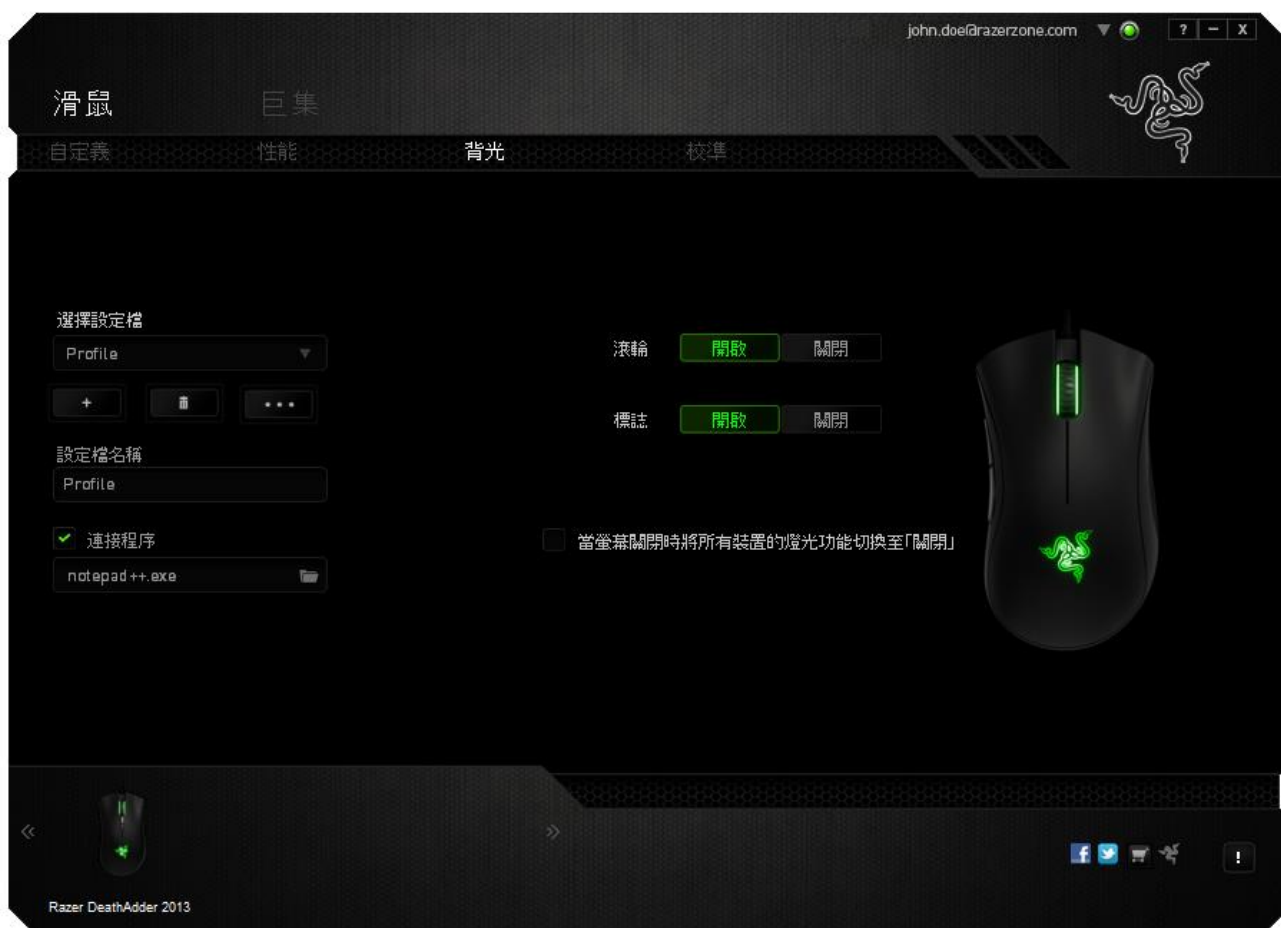 john.doe@razerzone.com
? − X
滑鼠 巨集
自定義 性能 背光 校準
選擇設定檔
Profile
滾輪 開啟 關閉
+ •••
標誌 開啟 關閉
設定檔名稱
Profile
連接程序
當螢幕關閉時將所有裝置的燈光功能切換至「關閉」
notepad++.exe
!
Razer DeathAdder 2013